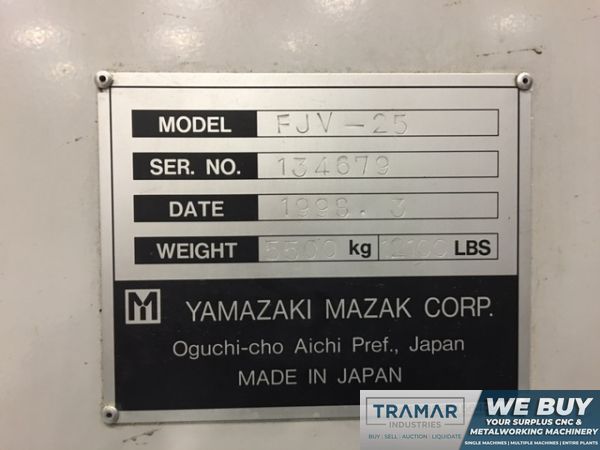 MODEL FJV-25
SER. NO. 134679
DATE 1998.3
WEIGHT 5500 kg 12100 LBS
M YAMAZAKI MAZAK CORP.
Oguchi-cho Aichi Pref., Japan
MADE IN JAPAN
TRAMAR
INDUSTRIES
BUY | SELL | AUCTION | LIQUIDATE
WE BUY
YOUR SURPLUS CNC &
METALWORKING MACHINERY
SINGLE MACHINES | MULTIPLE MACHINES | ENTIRE PLANTS